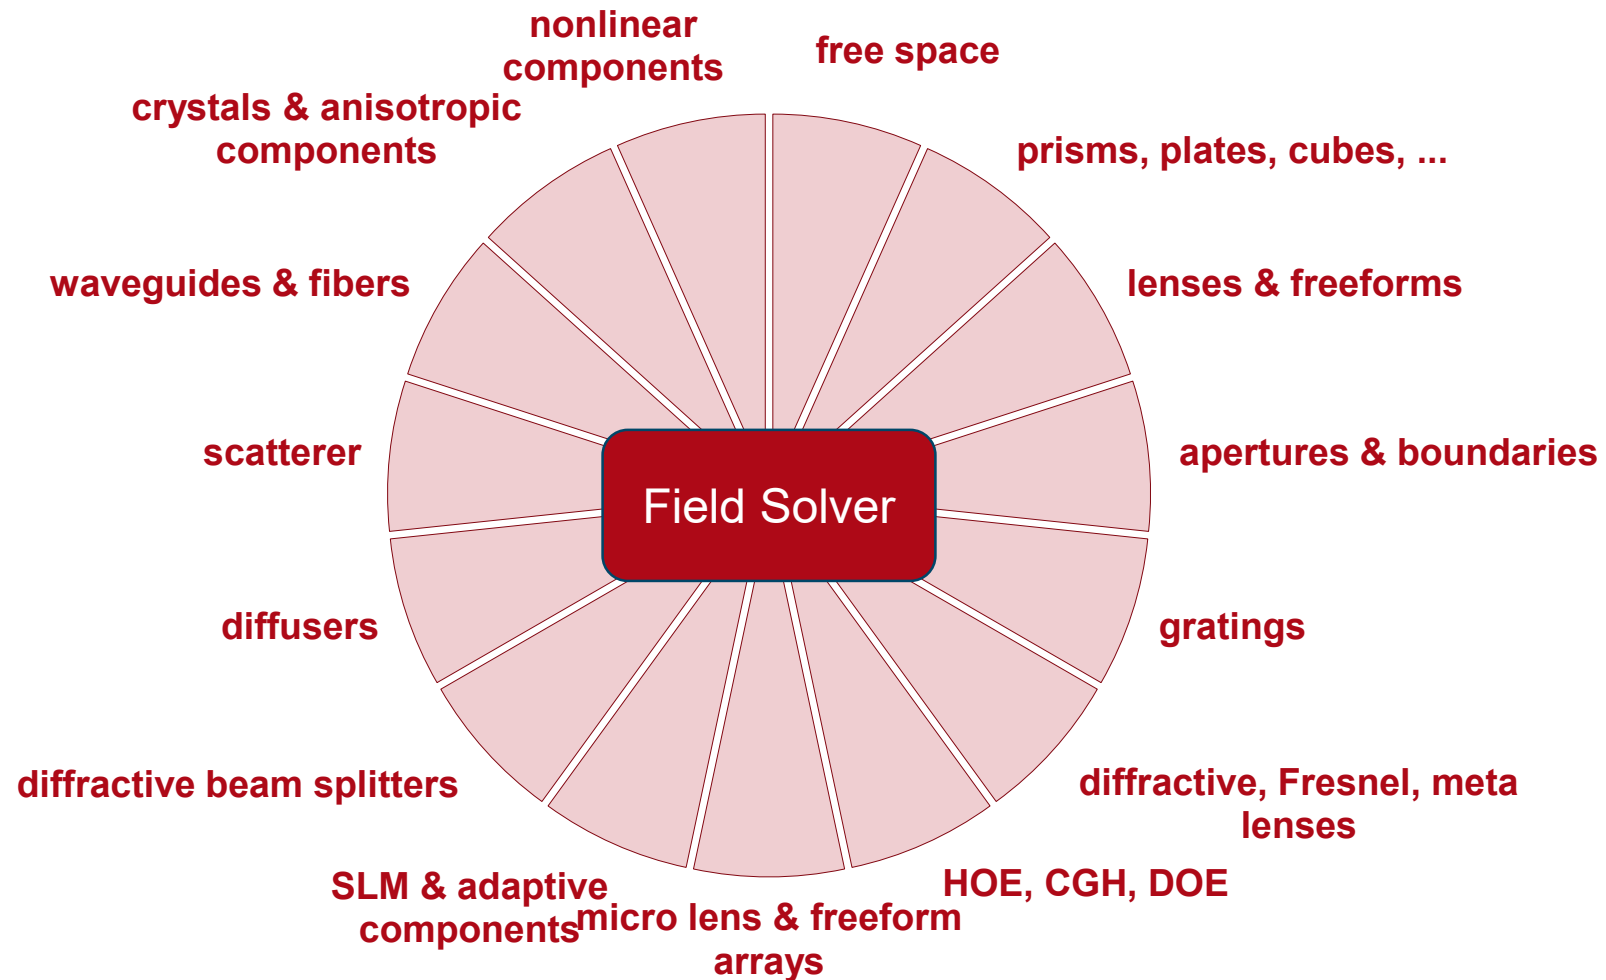 nonlinear
components
free space
crystals & anisotropic
components
prisms, plates, cubes, ...
waveguides & fibers
lenses & freeforms
scatterer
apertures & boundaries
Field Solver
diffusers
gratings
diffractive beam splitters
diffractive, Fresnel, meta
lenses
SLM & adaptive
components
HOE, CGH, DOE
micro lens & freeform
arrays